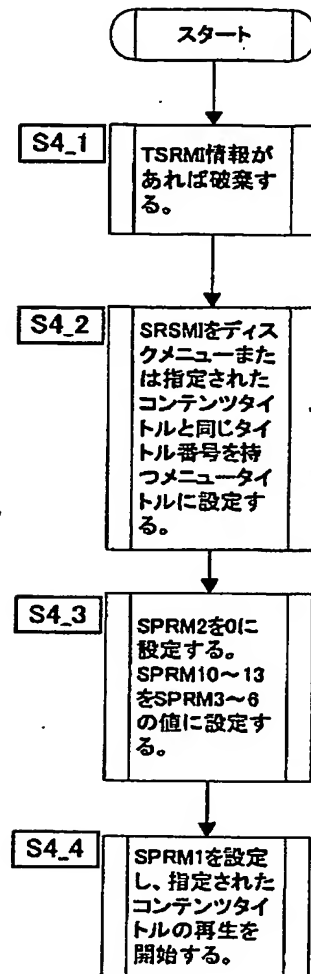 スタート
S4_1
TSRMI情報が
あれば破棄す
る。
S4_2
SRSMIをディス
クメニューまた
は指定された
コンテンツタイ
トルと同じタイ
トル番号を持
つメニュータイ
トルに設定す
る。
S4_3
SPRM2を0に
設定する。
SPRM10～13
をSPRM3～6
の値に設定す
る。
S4_4
SPRM1を設定
し、指定された
コンテンツタイ
トルの再生を
開始する。